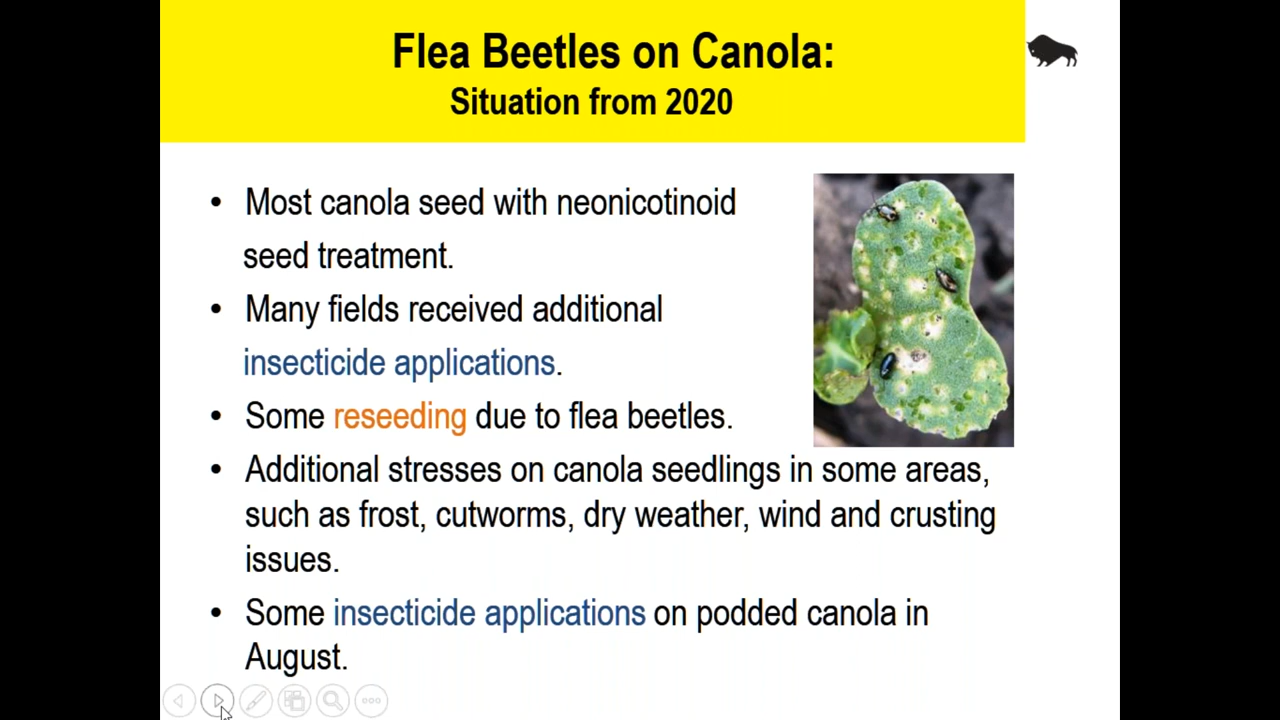 Flea Beetles on Canola:
Situation from 2020
• Most canola seed with neonicotinoid
seed treatment.
• Many fields received additional
insecticide applications.
• Some reseeding due to flea beetles.
• Additional stresses on canola seedlings in some areas,
such as frost, cutworms, dry weather, wind and crusting
issues.
• Some insecticide applications on podded canola in
August.